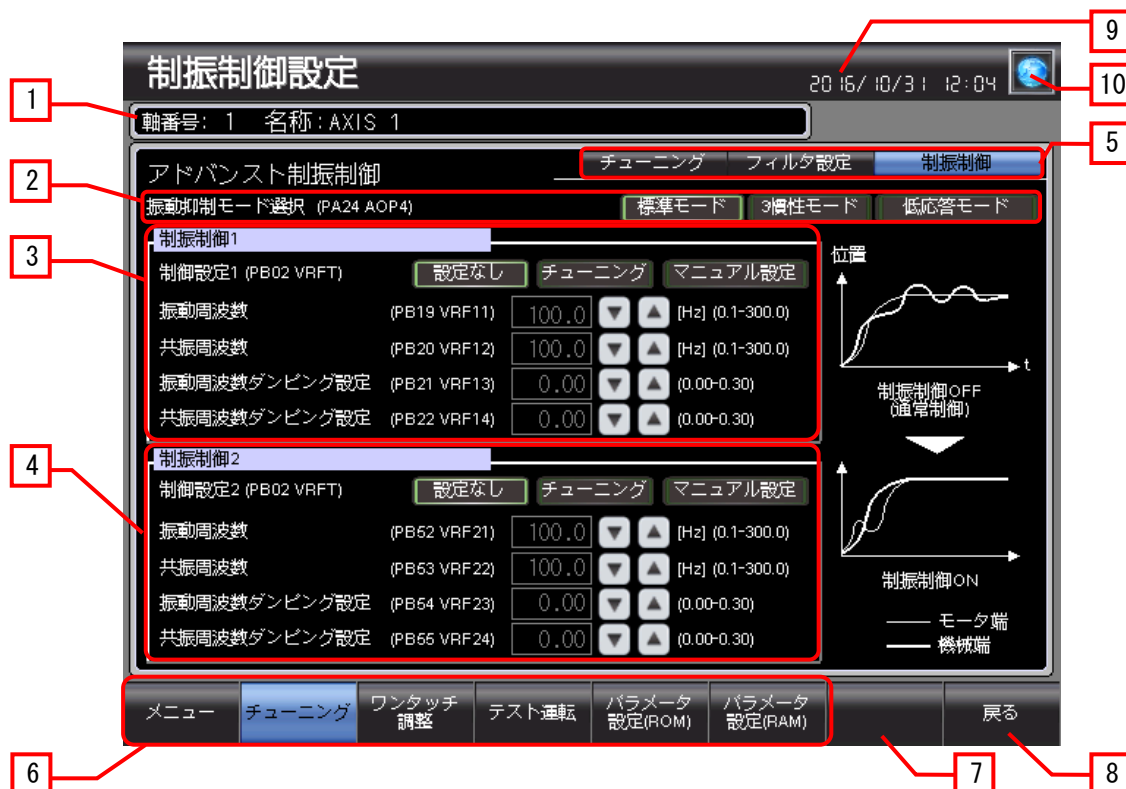 9
制振制御設定
2016/10/31 12:04
10
1
軸番号: 1 名称:AXIS 1
5
チューニング フィルタ設定 制振制御
アドバンスト制振制御
2
振動抑制モード選択 (PA24 AOP4) 標準モード 3慣性モード 低応答モード
3
制振制御1
制御設定1 (PB02 VRFT) 設定なし チューニング マニュアル設定
振動周波数 (PB19 VRF11) 100.0 ▼ ▲ [Hz] (0.1-300.0)
共振周波数 (PB20 VRF12) 100.0 ▼ ▲ [Hz] (0.1-300.0)
振動周波数ダンピング設定 (PB21 VRF13) 0.00 ▼ ▲ (0.00-0.30)
共振周波数ダンピング設定 (PB22 VRF14) 0.00 ▼ ▲ (0.00-0.30)
位置
t
制振制御OFF
(通常制御)
4
制振制御2
制御設定2 (PB02 VRFT) 設定なし チューニング マニュアル設定
振動周波数 (PB52 VRF21) 100.0 ▼ ▲ [Hz] (0.1-300.0)
共振周波数 (PB53 VRF22) 100.0 ▼ ▲ [Hz] (0.1-300.0)
振動周波数ダンピング設定 (PB54 VRF23) 0.00 ▼ ▲ (0.00-0.30)
共振周波数ダンピング設定 (PB55 VRF24) 0.00 ▼ ▲ (0.00-0.30)
制振制御ON
モータ端
機械端
メニュー チューニング ワンタッチ調整 テスト運転 パラメータ設定(ROM) パラメータ設定(RAM) 戻る
6
7
8